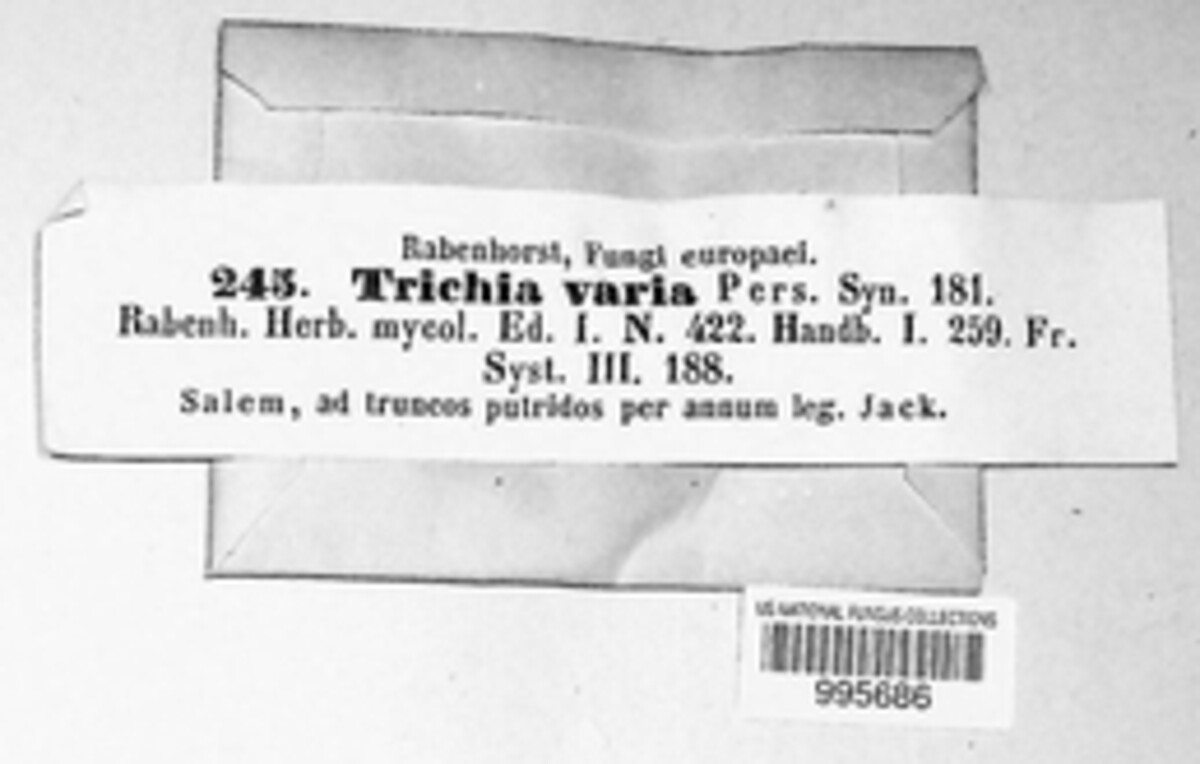 Rabenhorst, Fungi europaei.
245. Trichia varia Pers. Syn. 181.
Rabenh. Herb. mycol. Ed. I. N. 422. Handb. I. 259. Fr.
Syst. III. 188.
Salem, ad truncos putridos per annum leg. Jack.
US NATIONAL FUNGUS COLLECTIONS
995686